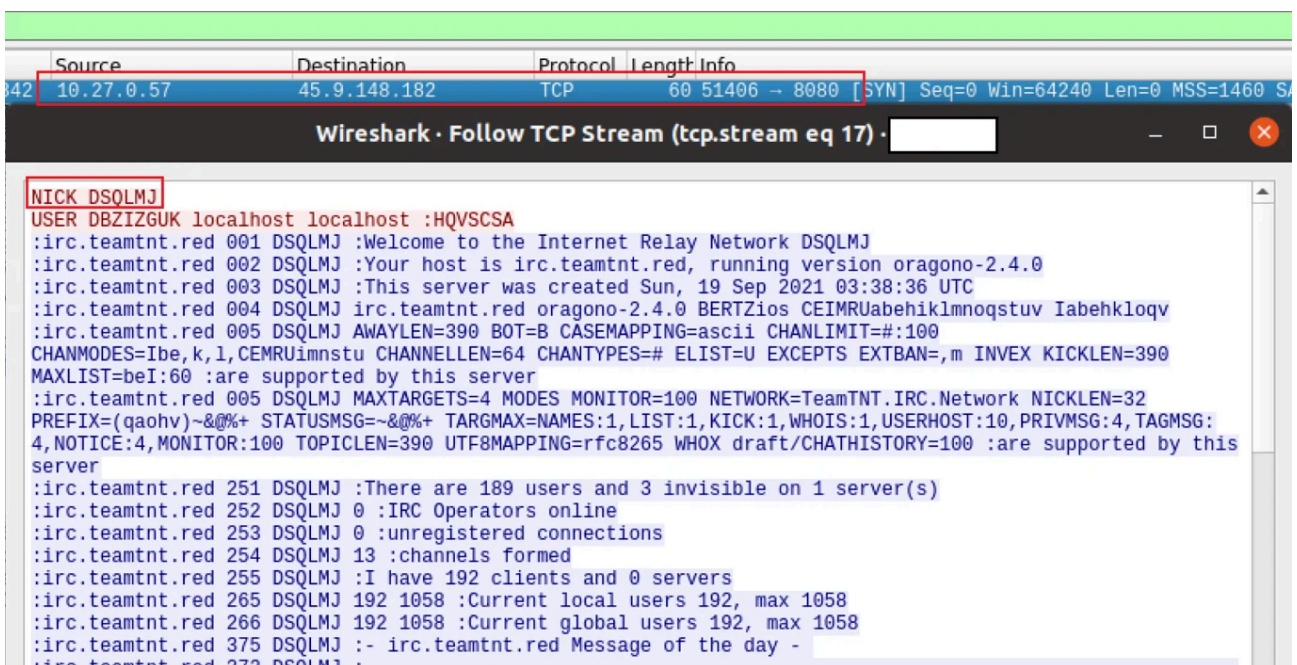 Source Destination Protocol Length Info
342 10.27.0.57 45.9.148.182 TCP 60 51406 → 8080 [SYN] Seq=0 Win=64240 Len=0 MSS=1460 SA
Wireshark · Follow TCP Stream (tcp.stream eq 17) ·
NICK DSQLMJ
USER DBZIZGUK localhost localhost :HQVSCSA
:irc.teamtnt.red 001 DSQLMJ :Welcome to the Internet Relay Network DSQLMJ
:irc.teamtnt.red 002 DSQLMJ :Your host is irc.teamtnt.red, running version oragono-2.4.0
:irc.teamtnt.red 003 DSQLMJ :This server was created Sun, 19 Sep 2021 03:38:36 UTC
:irc.teamtnt.red 004 DSQLMJ irc.teamtnt.red oragono-2.4.0 BERTZios CEIMRUabehiklmnoqstuv Iabehkloqv
:irc.teamtnt.red 005 DSQLMJ AWAYLEN=390 BOT=B CASEMAPPING=ascii CHANLIMIT=#:100
CHANMODES=Ibe,k,l,CEMRUimnstu CHANNELLEN=64 CHANTYPES=# ELIST=U EXCEPTS EXTBAN=,m INVEX KICKLEN=390
MAXLIST=beI:60 :are supported by this server
:irc.teamtnt.red 005 DSQLMJ MAXTARGETS=4 MODES MONITOR=100 NETWORK=TeamTNT.IRC.Network NICKLEN=32
PREFIX=(qaohv)~&@%+ STATUSMSG=~&@%+ TARGMAX=NAMES:1,LIST:1,KICK:1,WHOIS:1,USERHOST:10,PRIVMSG:4,TAGMSG:
4,NOTICE:4,MONITOR:100 TOPICLEN=390 UTF8MAPPING=rfc8265 WHOX draft/CHATHISTORY=100 :are supported by this
server
:irc.teamtnt.red 251 DSQLMJ :There are 189 users and 3 invisible on 1 server(s)
:irc.teamtnt.red 252 DSQLMJ 0 :IRC Operators online
:irc.teamtnt.red 253 DSQLMJ 0 :unregistered connections
:irc.teamtnt.red 254 DSQLMJ 13 :channels formed
:irc.teamtnt.red 255 DSQLMJ :I have 192 clients and 0 servers
:irc.teamtnt.red 265 DSQLMJ 192 1058 :Current local users 192, max 1058
:irc.teamtnt.red 266 DSQLMJ 192 1058 :Current global users 192, max 1058
:irc.teamtnt.red 375 DSQLMJ :- irc.teamtnt.red Message of the day -